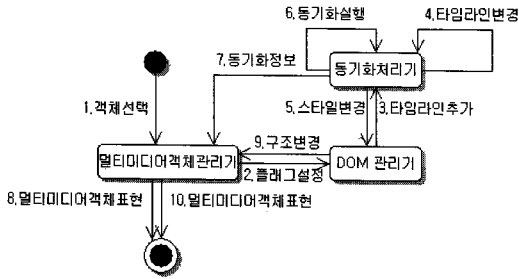 6.동기화실행
4.타임라인변경
7.동기화정보
동기화처리기
1.객체선택
5.스타일변경
3.타임라인추가
9.구조변경
멀티미디어객체관리기
DOM 관리기
2.플래그설정
8.멀티미디어객체표현
10.멀티미디어객체표현